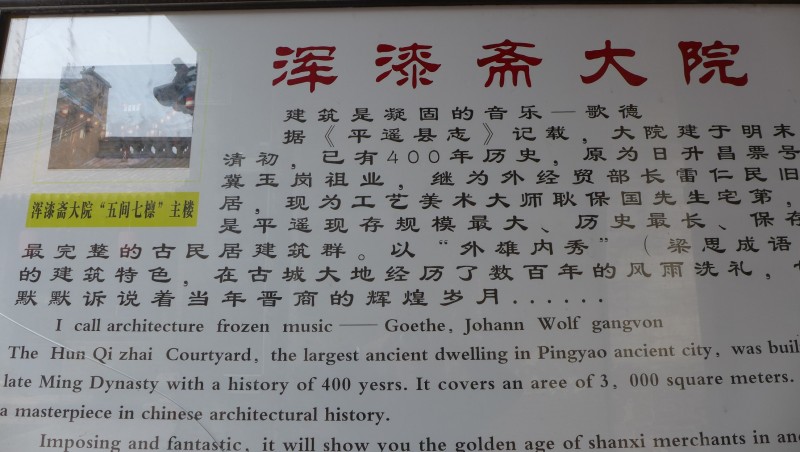 浑漆斋大院
建筑是凝固的音乐—歌德
据《平遥县志》记载，大院建于明末
清初，已有400年历史，原为日升昌票号
冀玉岗祖业，继为外经贸部长雷仁民旧
居，现为工艺美术大师耿保国先生宅第，
是平遥现存规模最大、历史最长、保存
最完整的古民居建筑群。以“外雄内秀”（梁思成语
的建筑特色，在古城大地经历了数百年的风雨洗礼，
默默诉说着当年晋商的辉煌岁月......
浑漆斋大院“五间七檩”主楼
I call architecture frozen music —— Goethe, Johann Wolf gangvon
The Hun Qi zhai Courtyard, the largest ancient dwelling in Pingyao ancient city, was buil
late Ming Dynasty with a history of 400 yesrs. It covers an aree of 3, 000 square meters.
a masterpiece in chinese architectural history.
Imposing and fantastic, it will show you the golden age of shanxi merchants in an